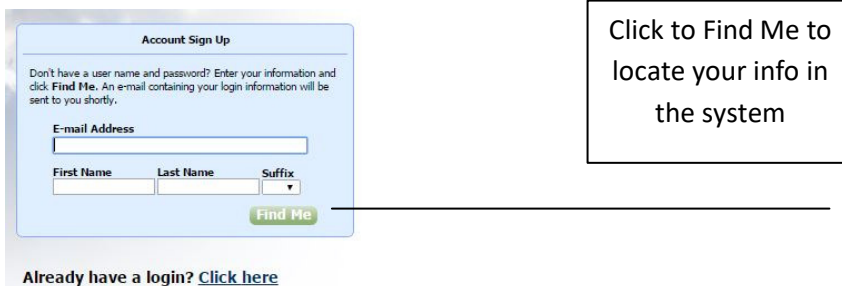 Account Sign Up
Don't have a user name and password? Enter your information and
click Find Me. An e-mail containing your login information will be
sent to you shortly.
E-mail Address
First Name Last Name Suffix
Find Me
Already have a login? Click here
Click to Find Me to
locate your info in
the system